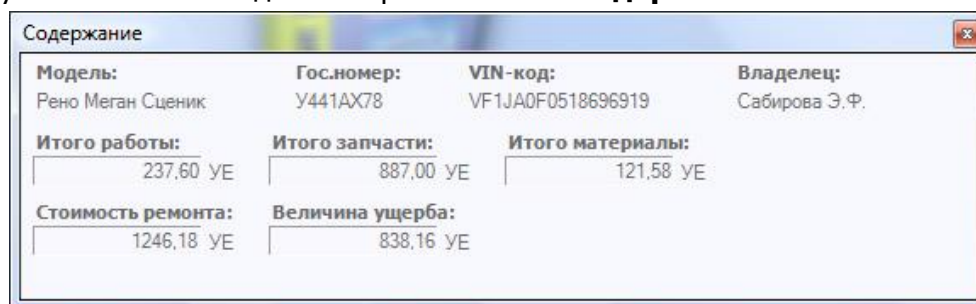 Содержание
Модель: Гос.номер: VIN-код: Владелец:
Рено Меган Сценик У441АХ78 VF1JA0F0518696919 Сабирова Э.Ф.
Итого работы: Итого запчасти: Итого материалы:
237,60 УЕ 887,00 УЕ 121,58 УЕ
Стоимость ремонта: Величина ущерба:
1246,18 УЕ 838,16 УЕ